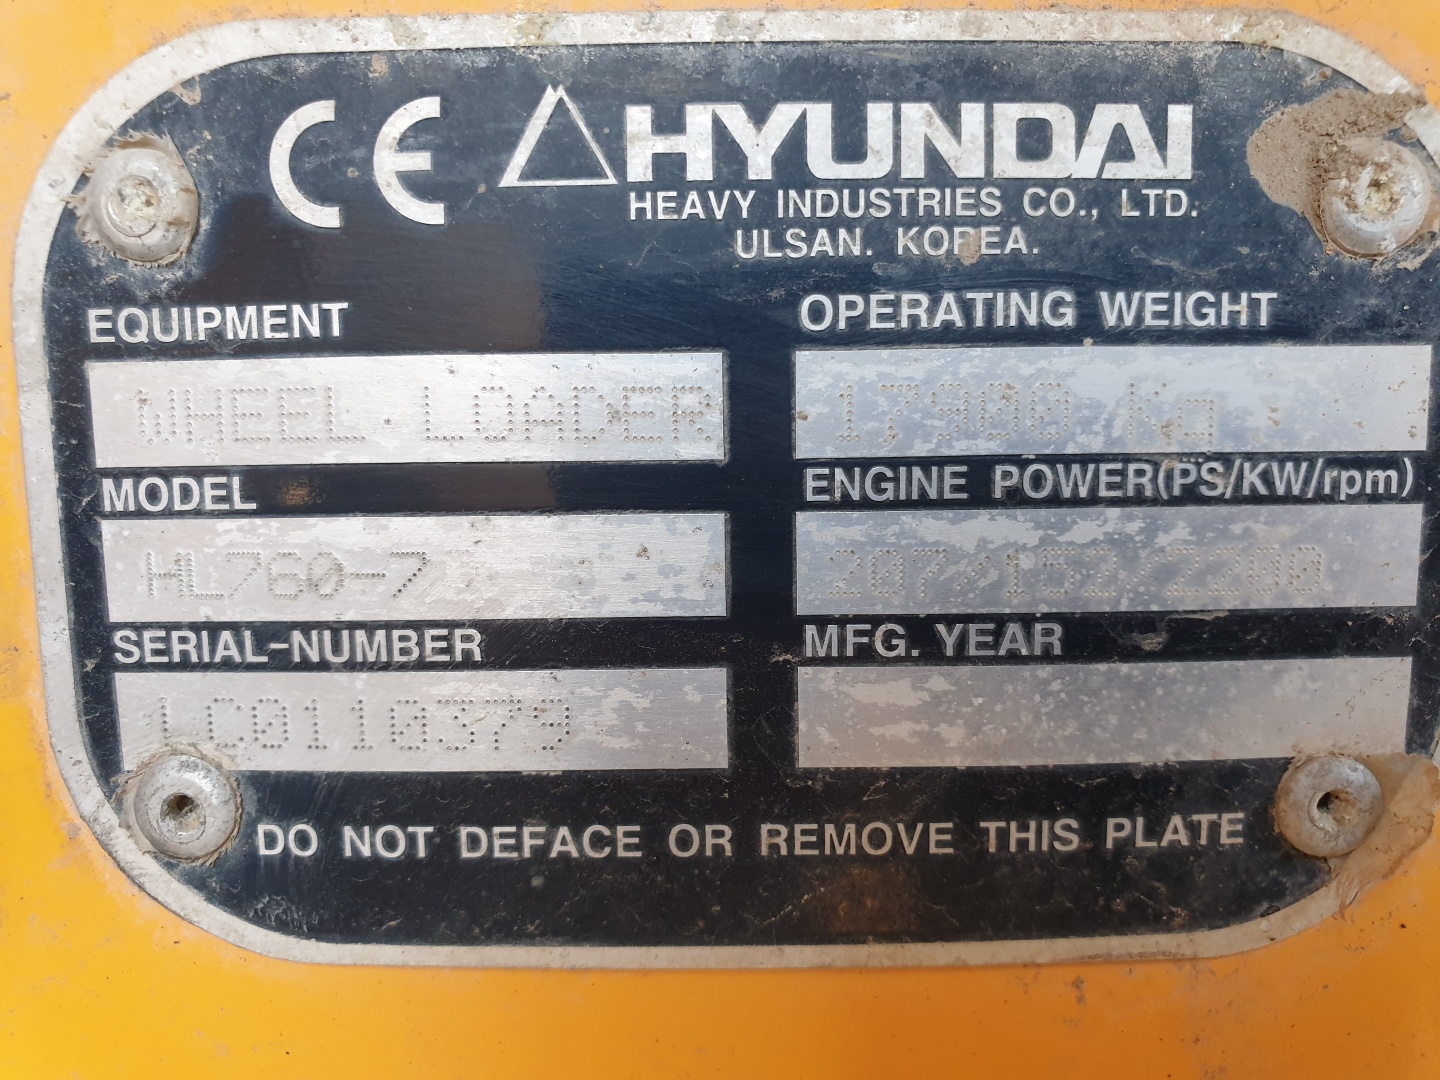 CE HYUNDAI
HEAVY INDUSTRIES CO., LTD.
ULSAN. KOREA.
EQUIPMENT
WHEEL LOADER
MODEL
HL760-7
SERIAL-NUMBER
LC0110379
OPERATING WEIGHT
17900 Kg
ENGINE POWER(PS/KW/rpm)
207/152/2200
MFG. YEAR
DO NOT DEFACE OR REMOVE THIS PLATE